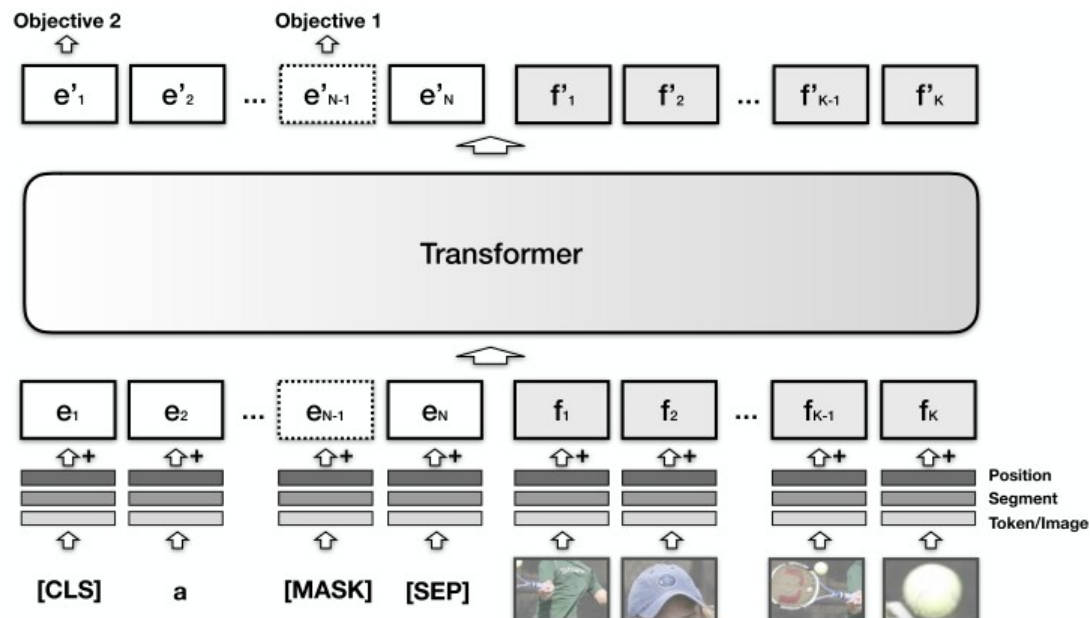 Objective 2 Objective 1
e'1 e'2 ... e'N-1 e'N f'1 f'2 ... f'K-1 f'K
Transformer
e1 e2 ... eN-1 eN f1 f2 ... fK-1 fK
+ + + + + + + +
Position
Segment
Token/Image
[CLS] a [MASK] [SEP]